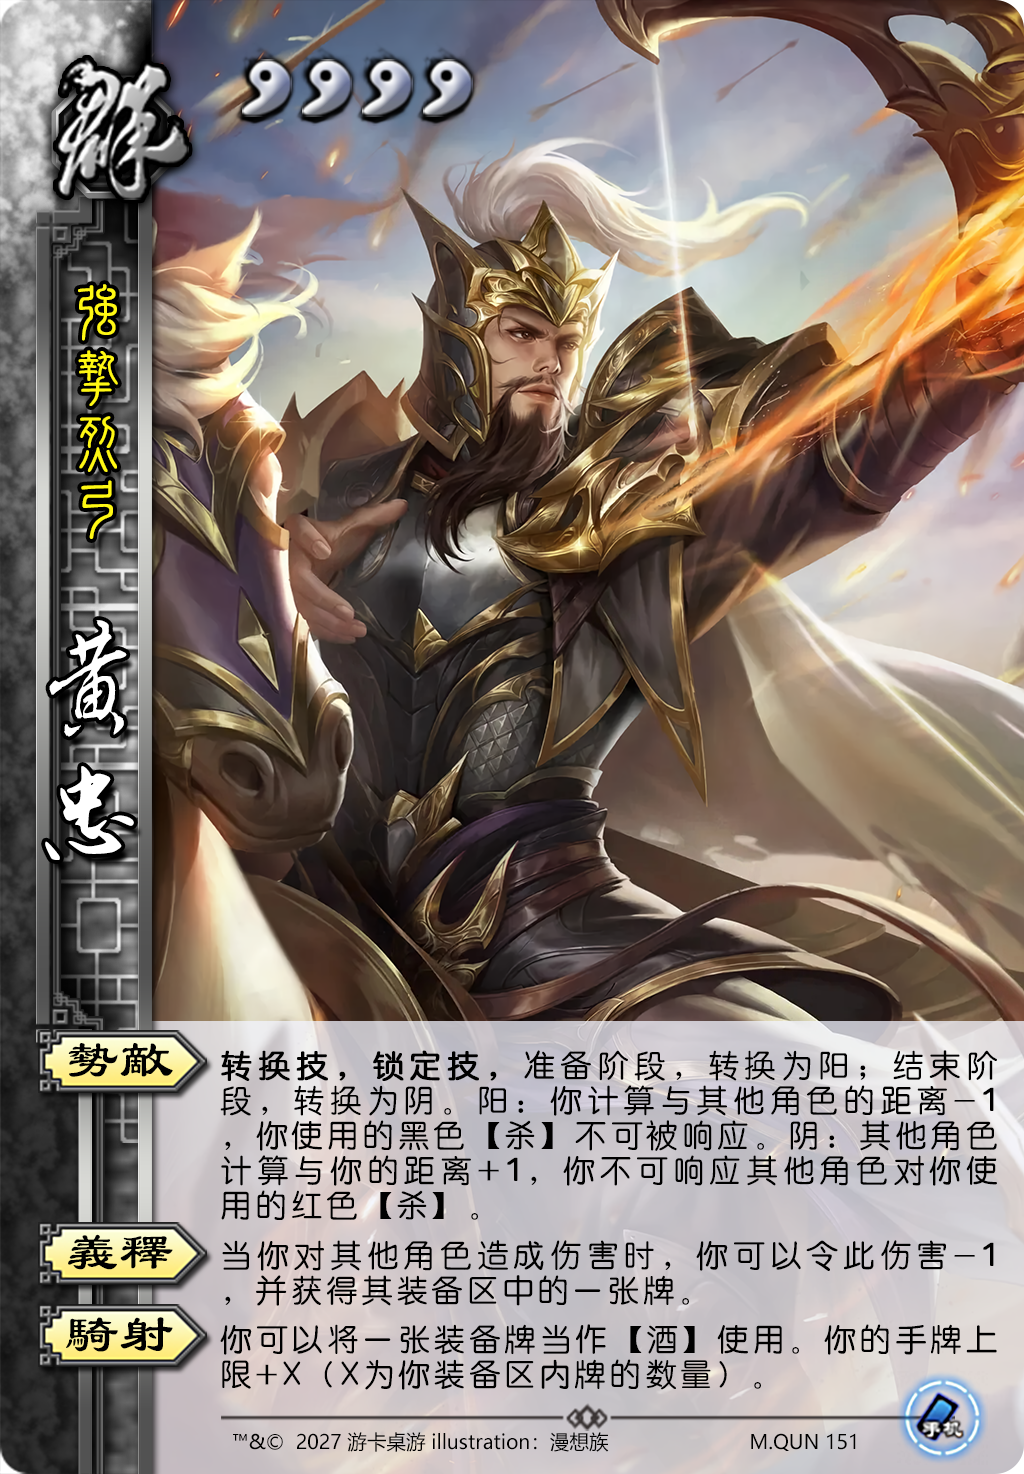 群
強摯烈弓
黃忠
勢敵
转换技，锁定技，准备阶段，转换为阳；结束阶
段，转换为阴。阳：你计算与其他角色的距离－1
，你使用的黑色【杀】不可被响应。阴：其他角色
计算与你的距离＋1，你不可响应其他角色对你使
用的红色【杀】。
義釋
当你对其他角色造成伤害时，你可以令此伤害－1
，并获得其装备区中的一张牌。
騎射
你可以将一张装备牌当作【酒】使用。你的手牌上
限＋X（X为你装备区内牌的数量）。
™&© 2027 游卡桌游 illustration：漫想族
M.QUN 151
手机